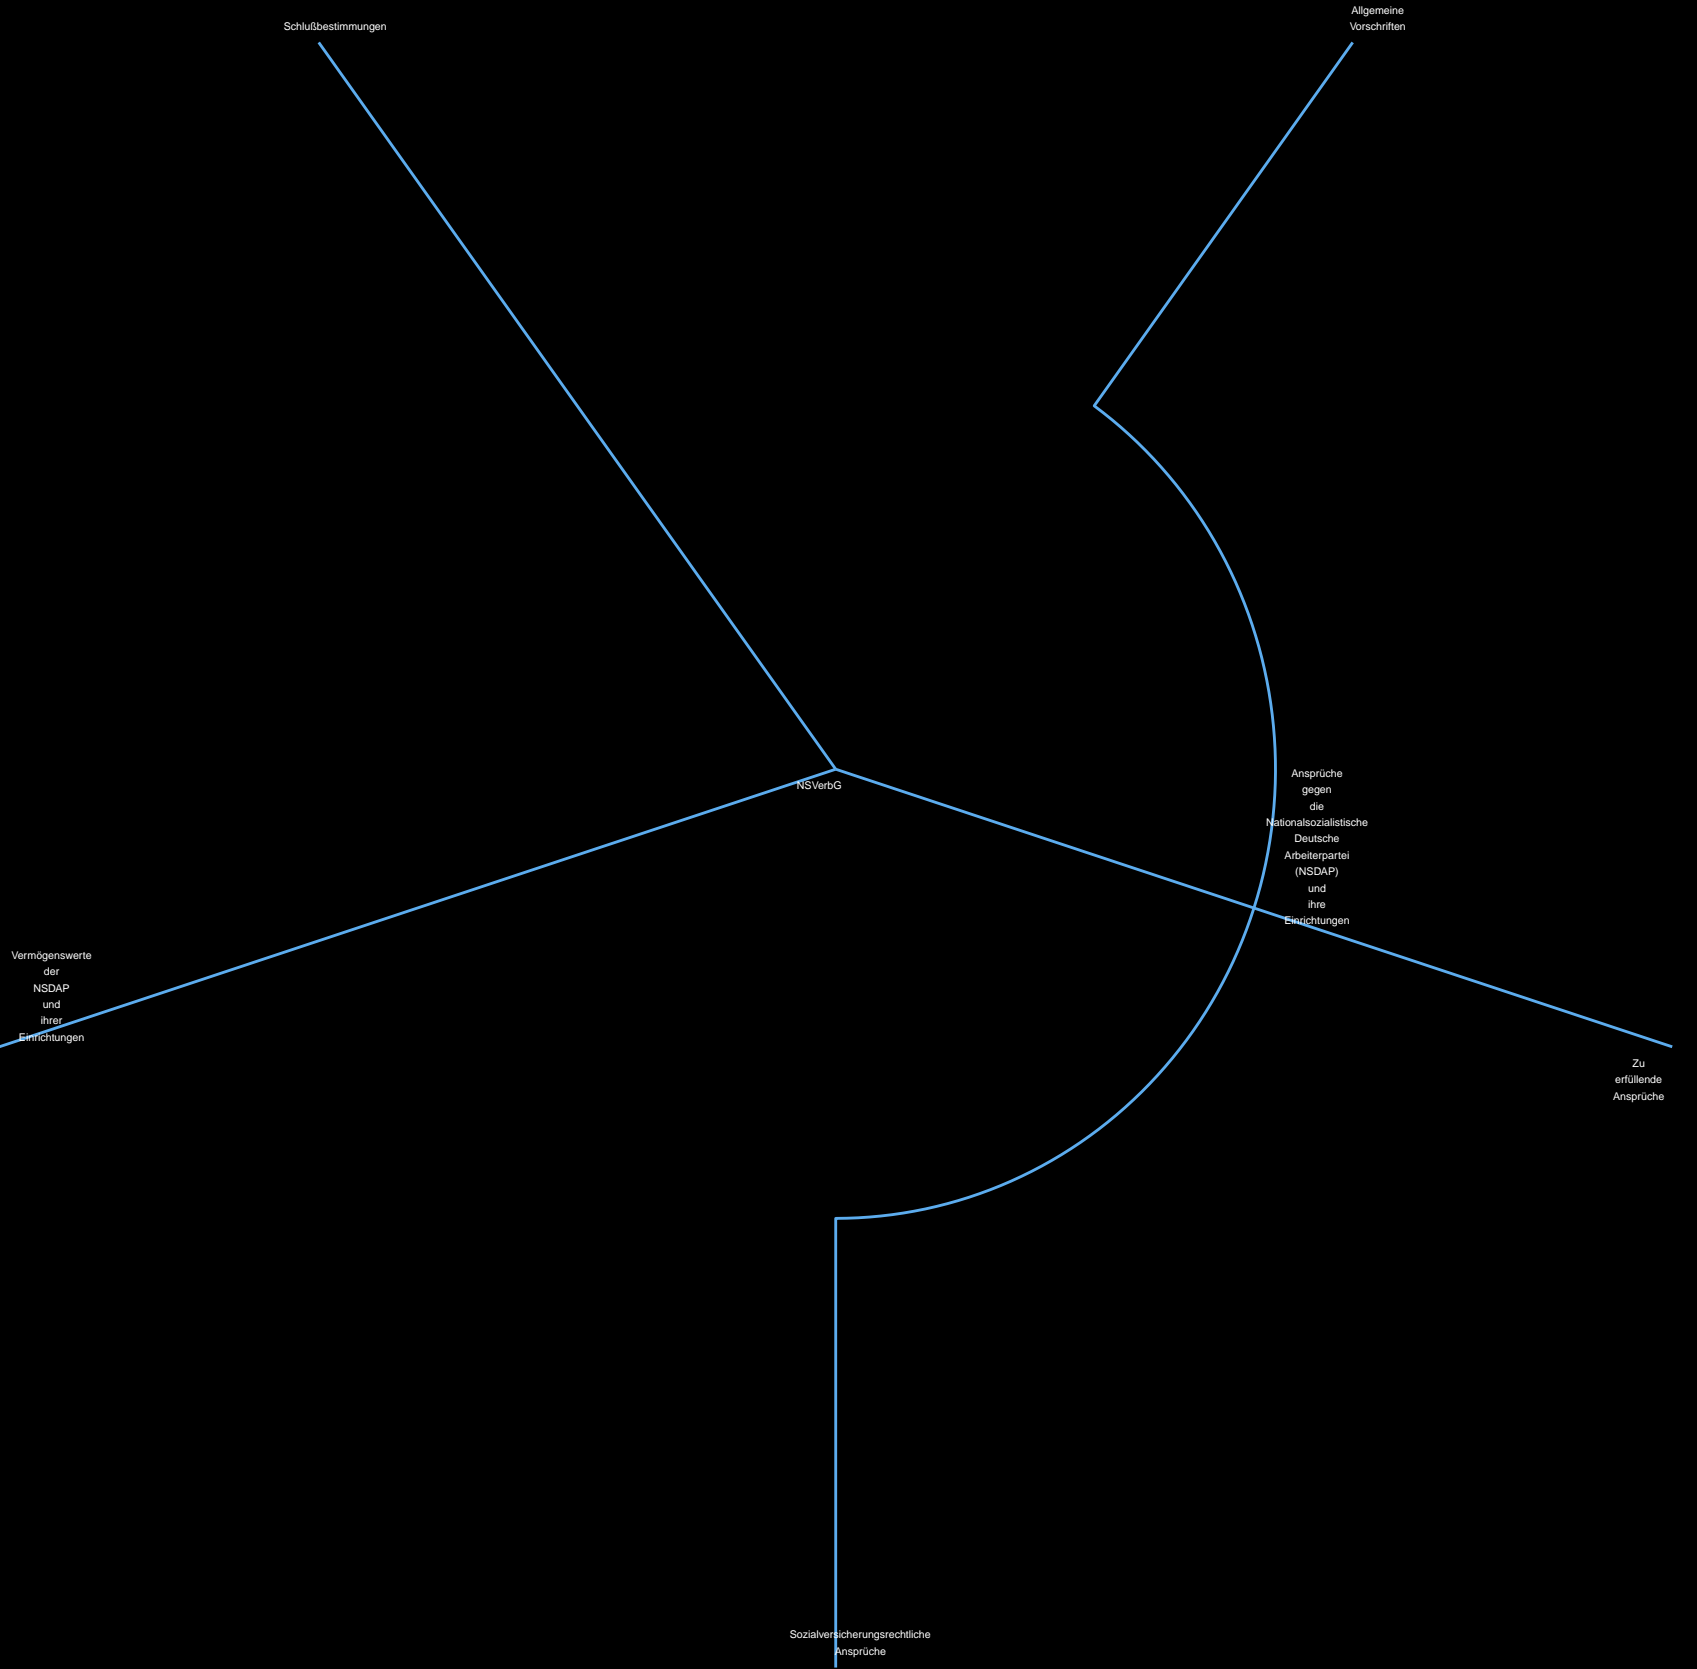 Schlußbestimmungen
Allgemeine
Vorschriften
NSVerbG
Ansprüche
gegen
die
Nationalsozialistische
Deutsche
Arbeiterpartei
(NSDAP)
und
ihre
Einrichtungen
Vermögenswerte
der
NSDAP
und
ihrer
Einrichtungen
Zu
erfüllende
Ansprüche
Sozialversicherungsrechtliche
Ansprüche